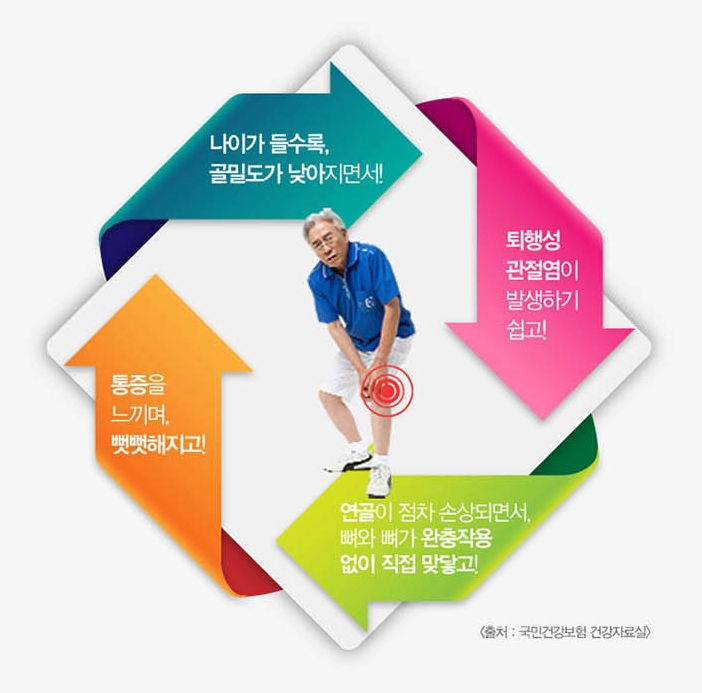 나이가 들수록,
골밀도가 낮아지면서!
퇴행성
관절염이
발생하기
쉽고!
연골이 점차 손상되면서,
뼈와 뼈가 완충작용
없이 직접 맞닿고!
통증을
느끼며,
뻣뻣해지고!
<출처 : 국민건강보험 건강자료실>